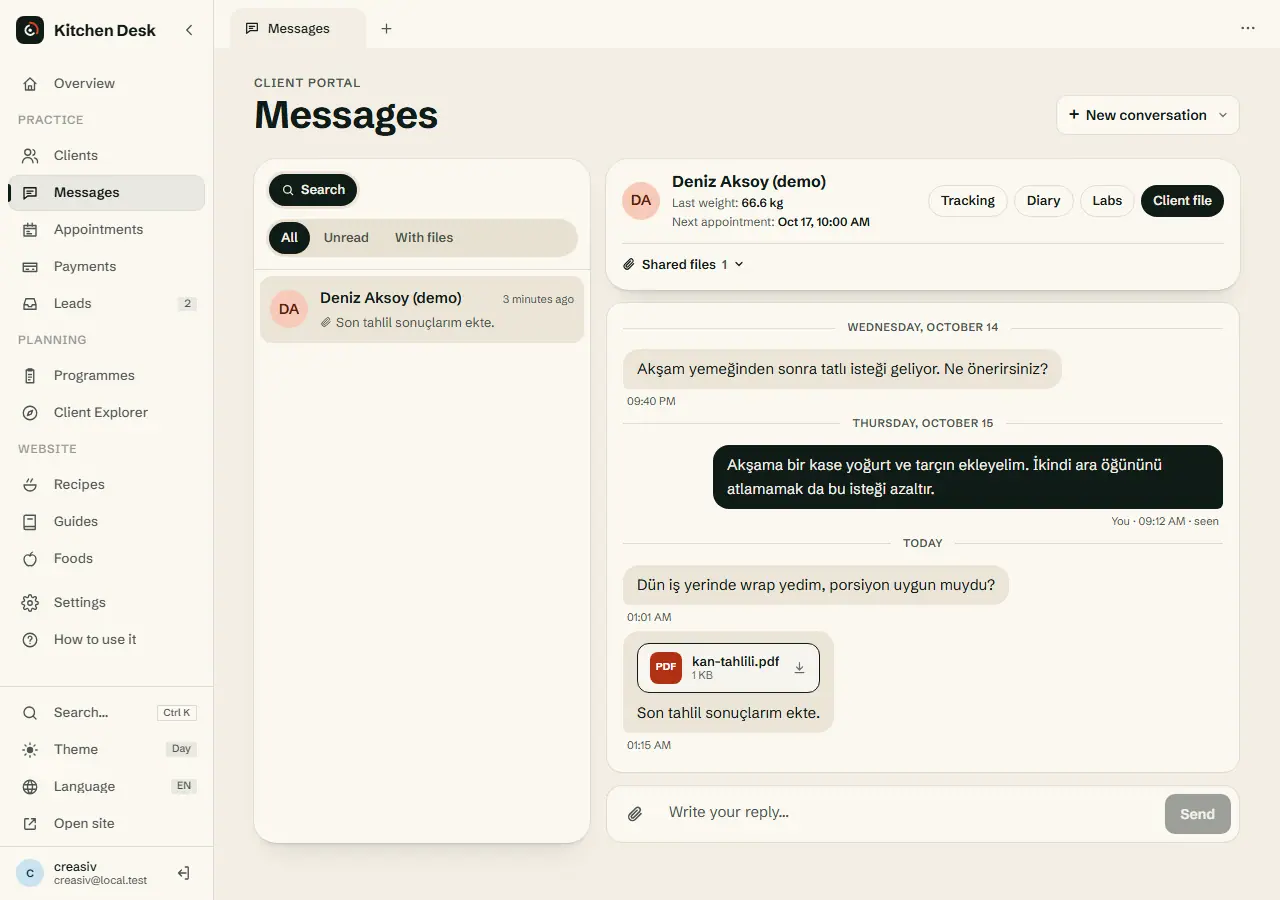 Kitchen Desk
Overview
PRACTICE
Clients
Messages
Appointments
Payments
Leads 2
PLANNING
Programmes
Client Explorer
WEBSITE
Recipes
Guides
Foods
Settings
How to use it
Search... Ctrl K
Theme Day
Language EN
Open site
C
creasiv
creasiv@local.test
Messages
CLIENT PORTAL
Messages
New conversation
Search
All Unread With files
DA
Deniz Aksoy (demo) 3 minutes ago
Son tahlil sonuçlarım ekte.
DA
Deniz Aksoy (demo)
Last weight: 66.6 kg
Next appointment: Oct 17, 10:00 AM
Tracking Diary Labs Client file
Shared files 1
WEDNESDAY, OCTOBER 14
Akşam yemeğinden sonra tatlı isteği geliyor. Ne önerirsiniz?
09:40 PM
THURSDAY, OCTOBER 15
Akşama bir kase yoğurt ve tarçın ekleyelim. İkindi ara öğününü
atlamamak da bu isteği azaltır.
You · 09:12 AM · seen
TODAY
Dün iş yerinde wrap yedim, porsiyon uygun muydu?
01:01 AM
PDF
kan-tahlili.pdf
1 KB
Son tahlil sonuçlarım ekte.
01:15 AM
Write your reply...
Send